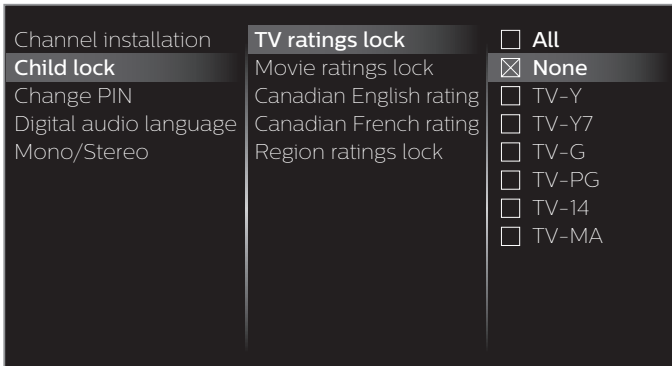 Channel installation
Child lock
Change PIN
Digital audio language
Mono/Stereo
TV ratings lock
Movie ratings lock
Canadian English rating
Canadian French rating
Region ratings lock
All
None
TV-Y
TV-Y7
TV-G
TV-PG
TV-14
TV-MA